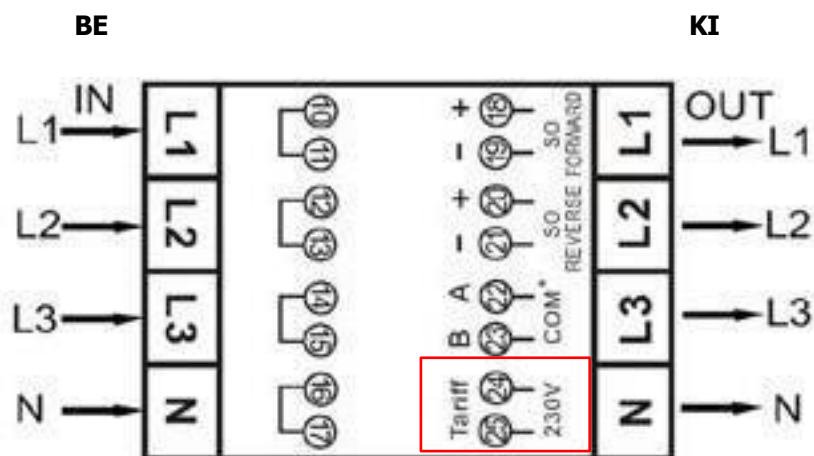 BE KI
IN OUT
L1 L1 10 + 18 SO FORWARD L1 L1
11 - 19
L2 L2 12 + 20 SO REVERSE L2 L2
13 - 21
L3 L3 14 A 22 COM* L3 L3
15 B 23
N N 16 Tariff 24 230V N N
17 25